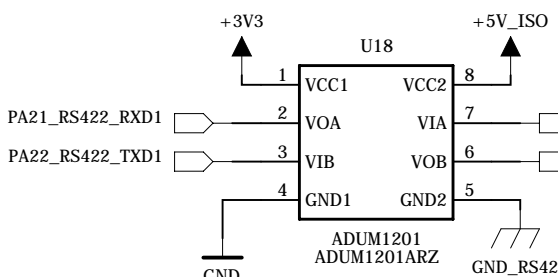 +3V3
+5V_ISO
U18
1 VCC1 VCC2 8
PA21_RS422_RXD1 2 VOA VIA 7
PA22_RS422_TXD1 3 VIB VOB 6
4 GND1 GND2 5
ADUM1201
ADUM1201ARZ
GND
GND_RS42